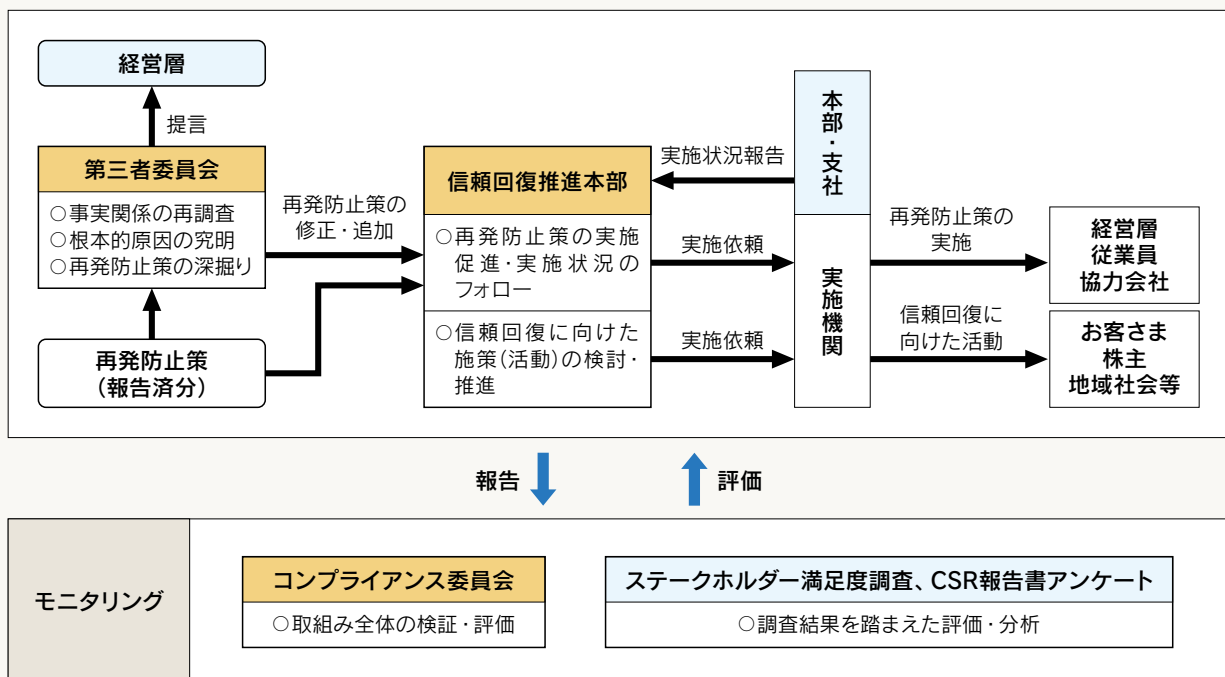 経営層
提言
第三者委員会
○事実関係の再調査
○根本的原因の究明
○再発防止策の深掘り
再発防止策
(報告済分)
再発防止策の
修正・追加
信頼回復推進本部
○再発防止策の実施
促進・実施状況の
フォロー
○信頼回復に向けた
施策(活動)の検討・
推進
実施状況報告
実施依頼
実施依頼
本部・支社
実施機関
再発防止策の
実施
信頼回復に
向けた活動
経営層
従業員
協力会社
お客さま
株主
地域社会等
報告
評価
モニタリング
コンプライアンス委員会
○取組み全体の検証・評価
ステークホルダー満足度調査、CSR報告書アンケート
○調査結果を踏まえた評価・分析